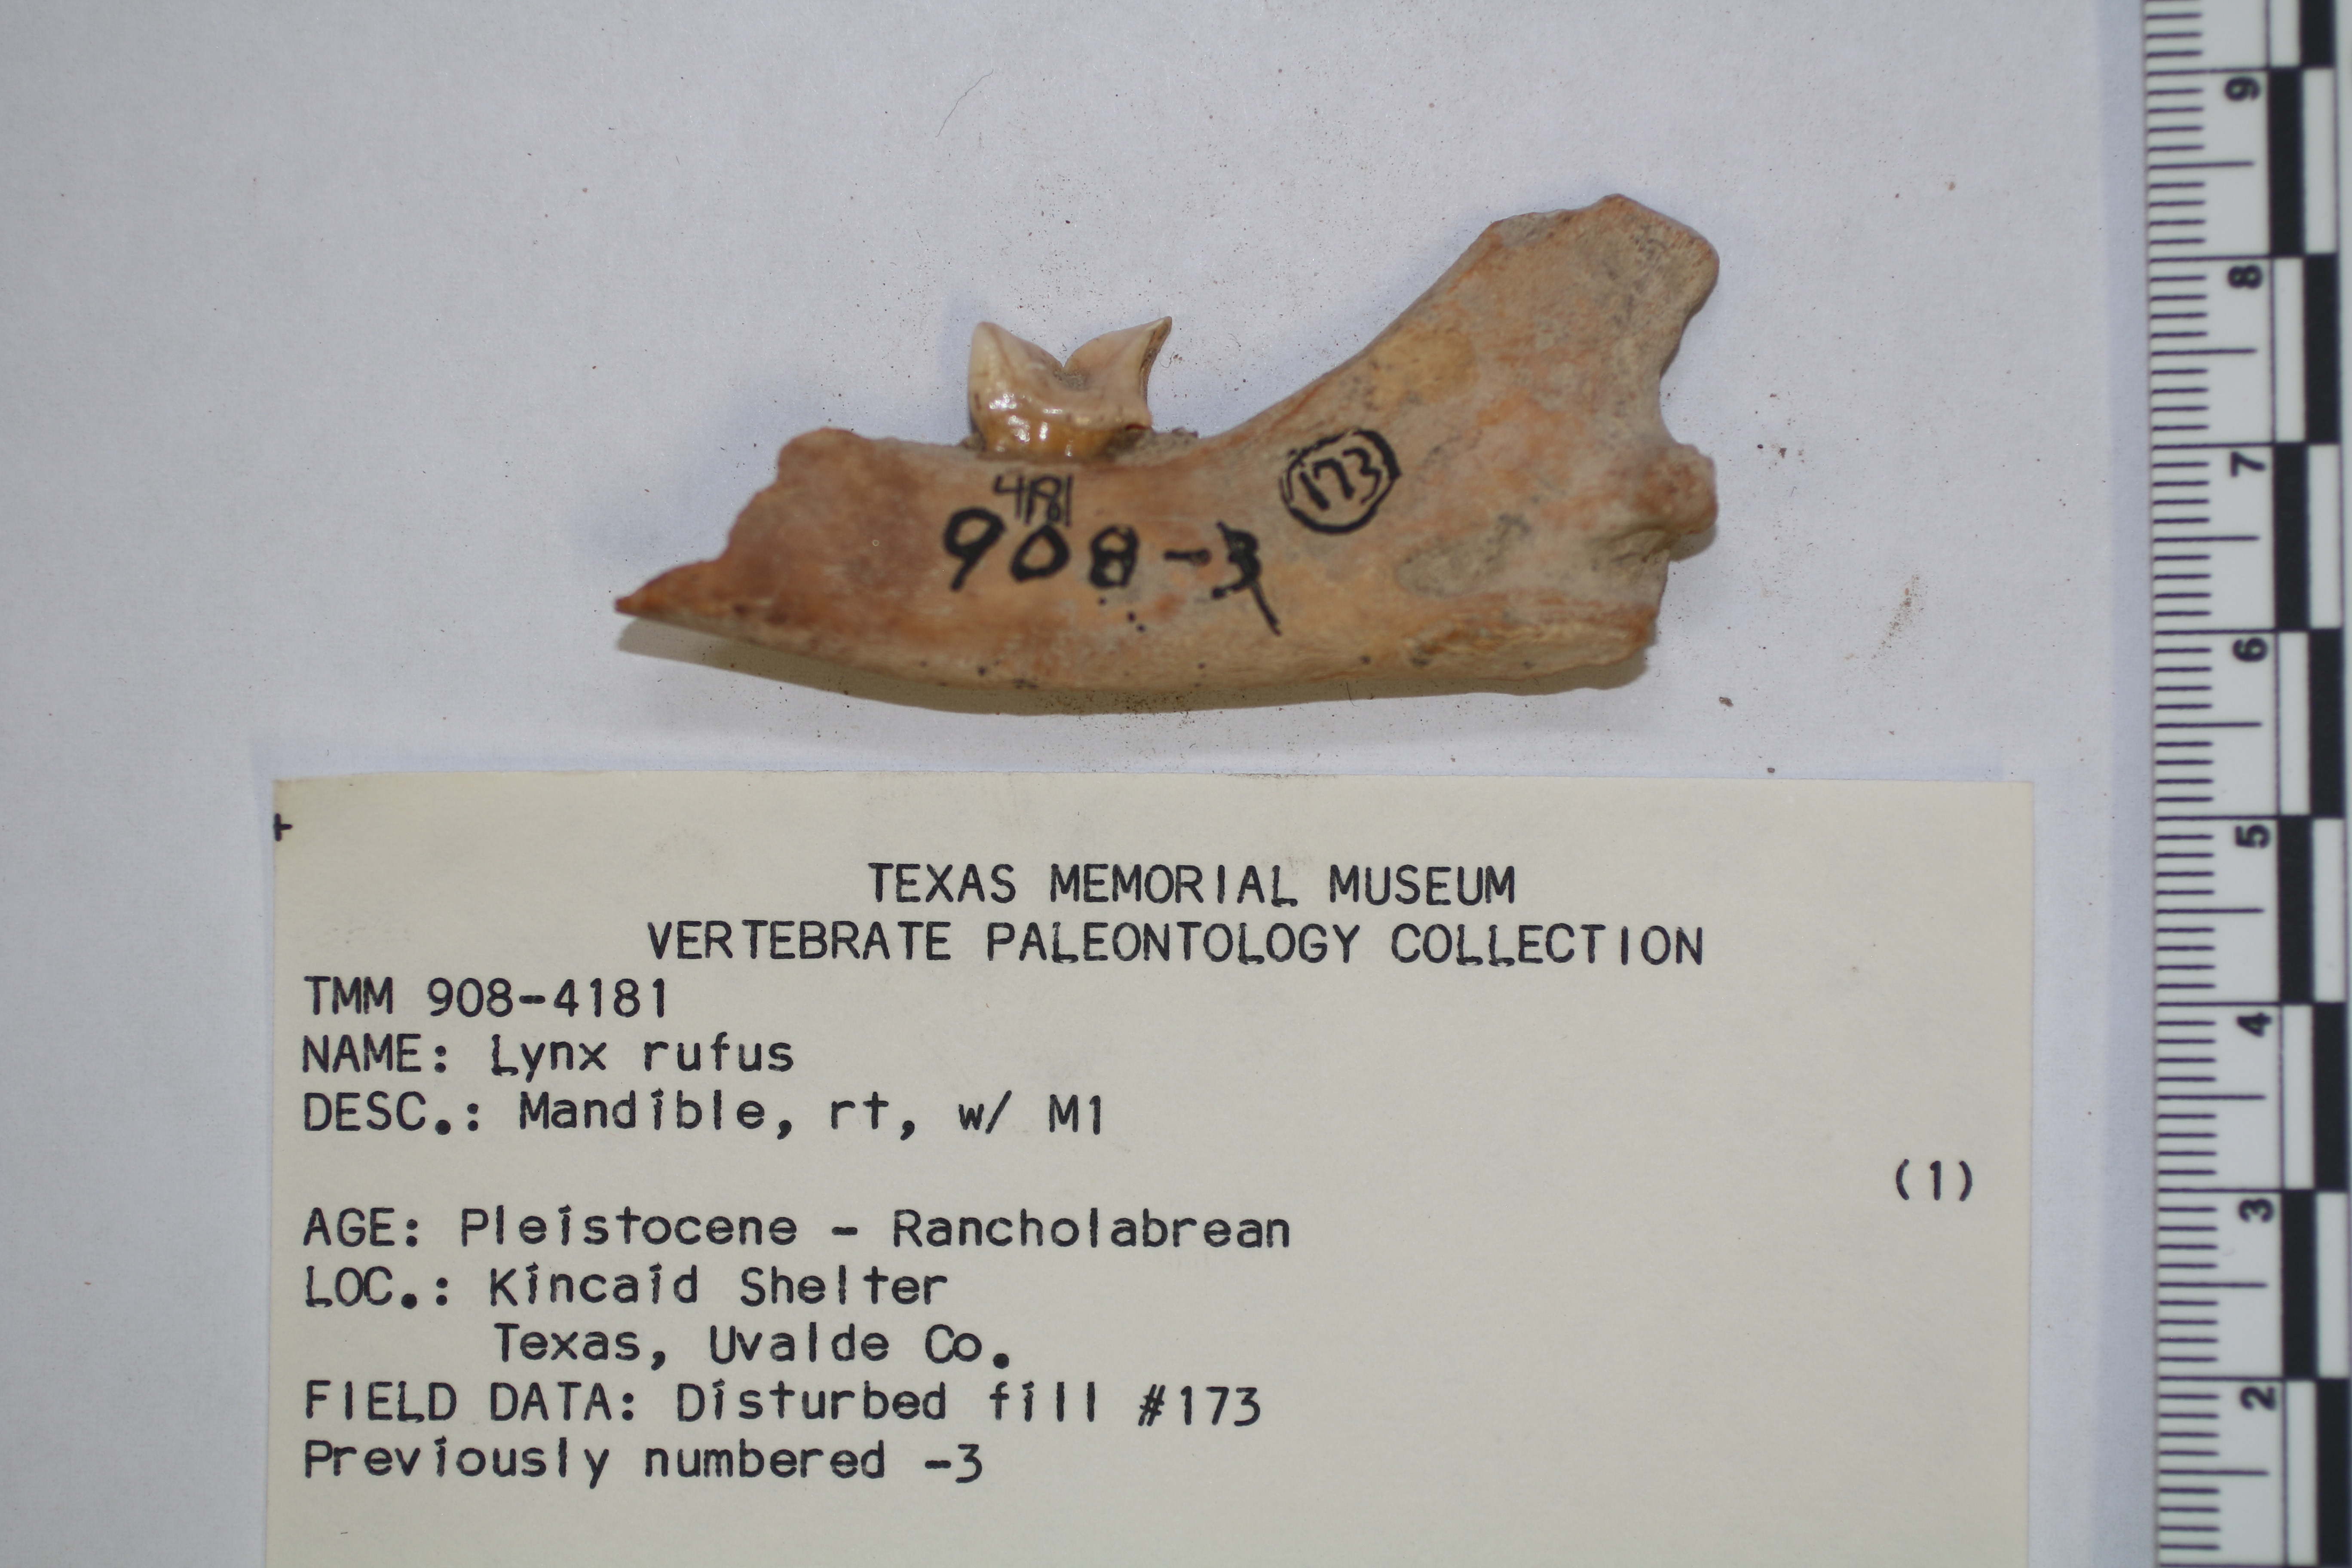 4181
908-3
173
TEXAS MEMORIAL MUSEUM
VERTEBRATE PALEONTOLOGY COLLECTION
TMM 908-4181
NAME: Lynx rufus
DESC.: Mandible, rt, w/ M1
(1)
AGE: Pleistocene - Rancholabrean
LOC.: Kincaid Shelter
Texas, Uvalde Co.
FIELD DATA: Disturbed fill #173
Previously numbered -3
9
8
7
6
5
4
3
2